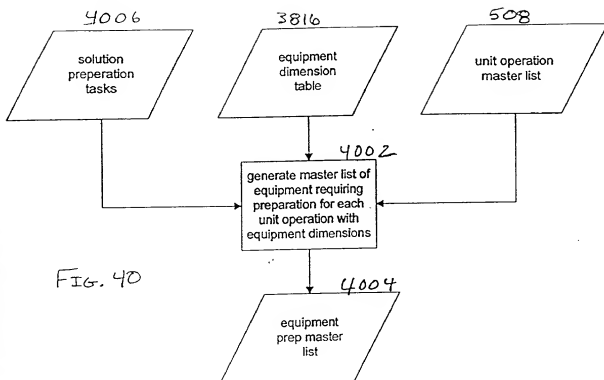 4006
3816
508
solution
preperation
tasks
equipment
dimension
table
unit operation
master list
4002
generate master list of
equipment requiring
preparation for each
unit operation with
equipment dimensions
FIG. 40
4004
equipment
prep master
list